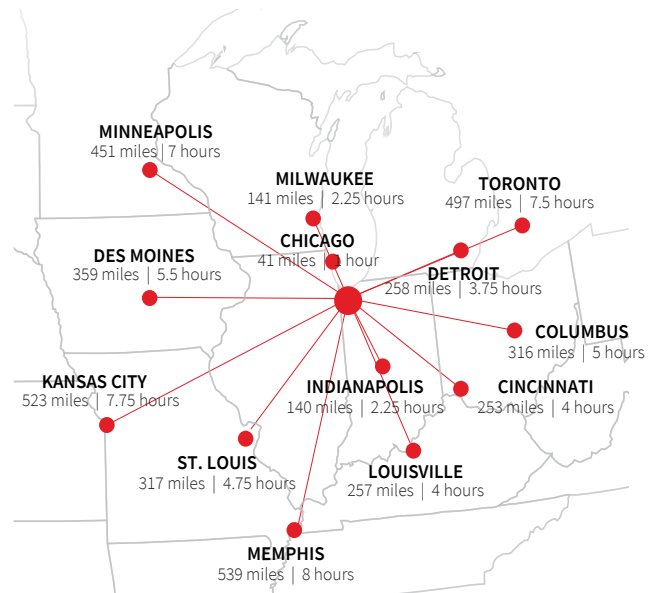 MINNEAPOLIS
451 miles | 7 hours
MILWAUKEE
141 miles | 2.25 hours
TORONTO
497 miles | 7.5 hours
CHICAGO
41 miles | 1 hour
DES MOINES
359 miles | 5.5 hours
DETROIT
258 miles | 3.75 hours
COLUMBUS
316 miles | 5 hours
KANSAS CITY
523 miles | 7.75 hours
INDIANAPOLIS
140 miles | 2.25 hours
CINCINNATI
253 miles | 4 hours
ST. LOUIS
317 miles | 4.75 hours
LOUISVILLE
257 miles | 4 hours
MEMPHIS
539 miles | 8 hours